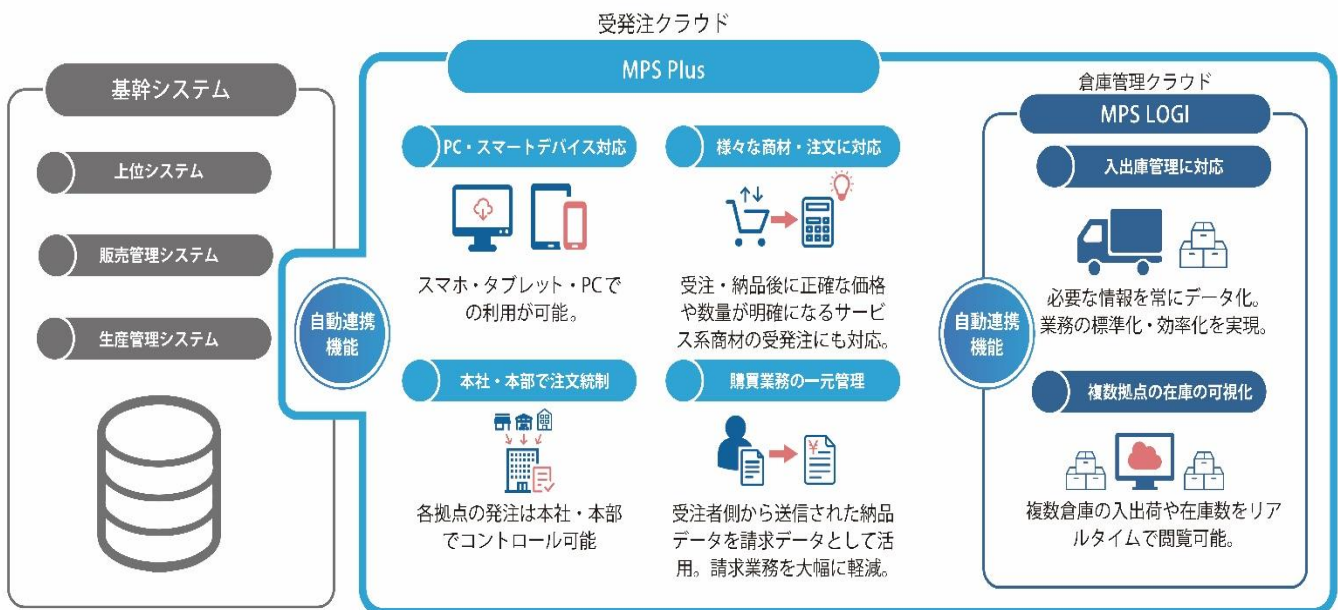 受発注クラウド
MPS Plus
基幹システム
上位システム
販売管理システム
生産管理システム
自動連携
機能
PC・スマートデバイス対応
スマホ・タブレット・PCで
の利用が可能。
様々な商材・注文に対応
受注・納品後に正確な価格
や数量が明確になるサービ
ス系商材の受発注にも対応。
本社・本部で注文統制
各拠点の発注は本社・本部
でコントロール可能
購買業務の一元管理
¥
受注者側から送信された納品
データを請求データとして活
用。請求業務を大幅に軽減。
自動連携
機能
倉庫管理クラウド
MPS LOGI
入出庫管理に対応
必要な情報を常にデータ化。
業務の標準化・効率化を実現。
複数拠点の在庫の可視化
複数倉庫の入出荷や在庫数をリア
ルタイムで閲覧可能。